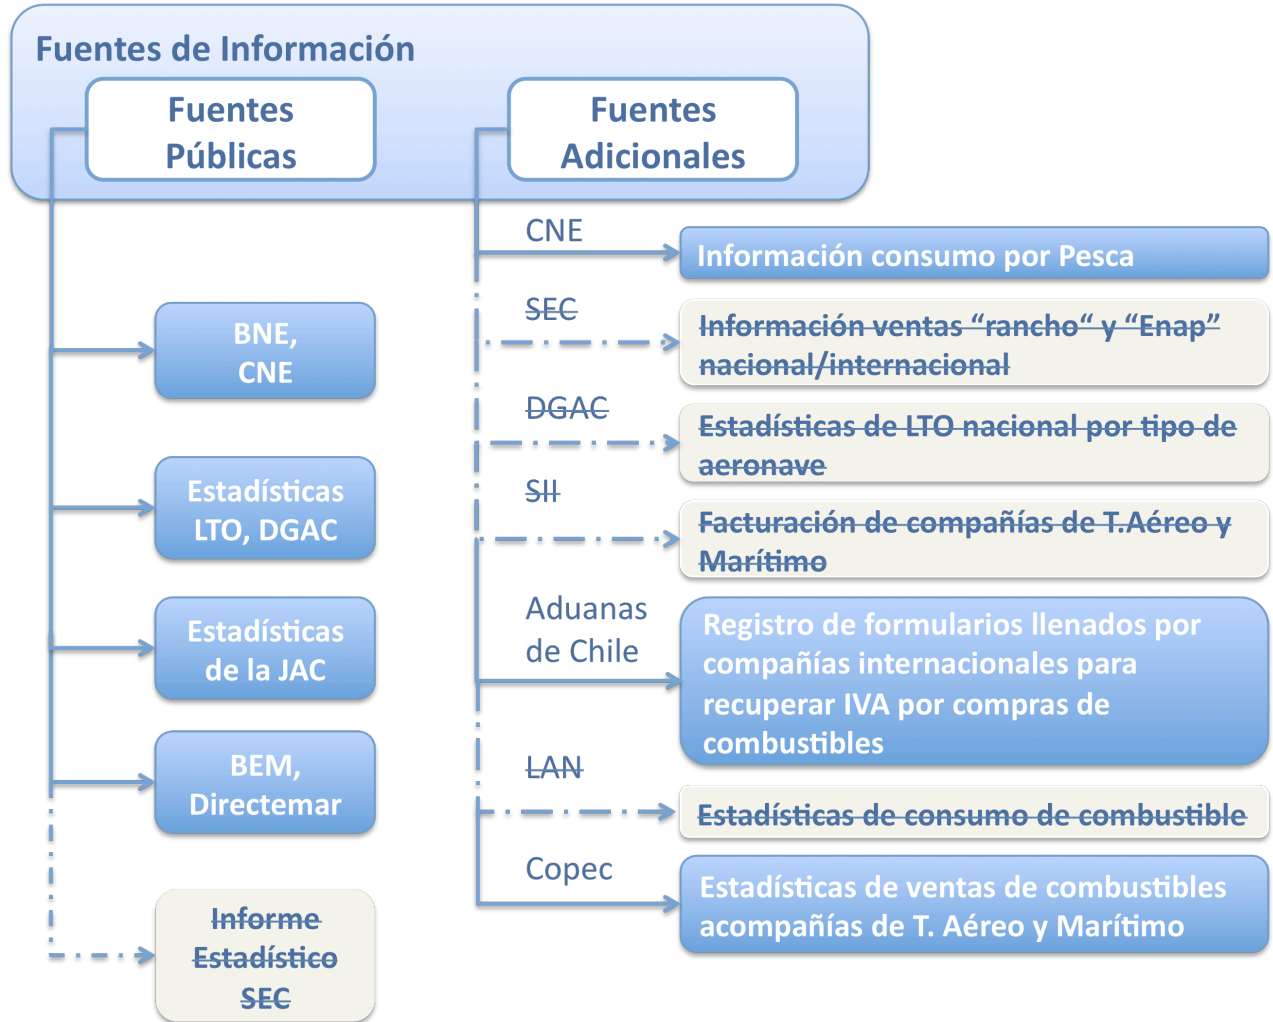 Fuentes de Información
Fuentes
Públicas
BNE,
CNE
Estadísticas
LTO, DGAC
Estadísticas
de la JAC
BEM,
Directemar
Informe
Estadístico
SEC
Fuentes
Adicionales
CNE
Información consumo por Pesca
SEC
Información ventas “rancho“ y “Enap”
nacional/internacional
DGAC
Estadísticas de LTO nacional por tipo de
aeronave
SII
Facturación de compañías de T.Aéreo y
Marítimo
Aduanas
de Chile
Registro de formularios llenados por
compañías internacionales para
recuperar IVA por compras de
combustibles
LAN
Estadísticas de consumo de combustible
Copec
Estadísticas de ventas de combustibles
acompañías de T. Aéreo y Marítimo